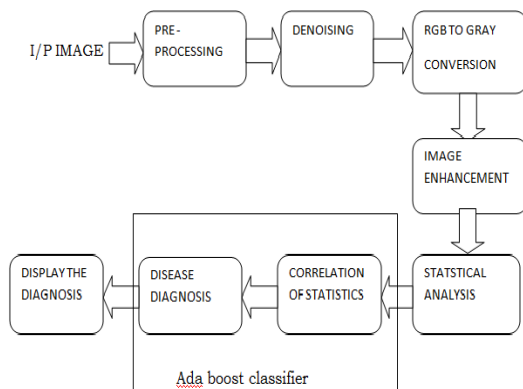 I/P IMAGE
PRE-
PROCESSING
DENOISING
RGB TO GRAY
CONVERSION
IMAGE
ENHANCEMENT
STATSTICAL
ANALYSIS
CORRELATION
OF STATISTICS
DISEASE
DIAGNOSIS
DISPLAY THE
DIAGNOSIS
Ada boost classifier